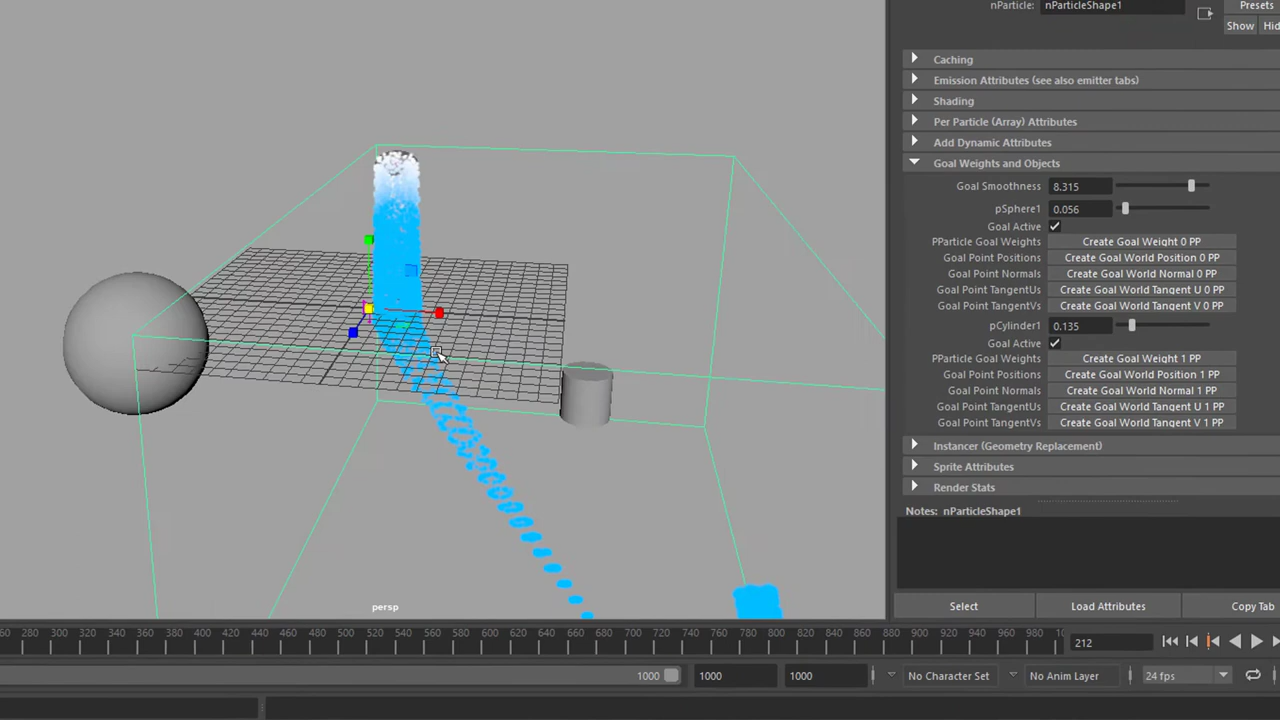 nParticle: nParticleShape1
Presets
Show Hid
Caching
Emission Attributes (see also emitter tabs)
Shading
Per Particle (Array) Attributes
Add Dynamic Attributes
Goal Weights and Objects
Goal Smoothness 8.315
pSphere1 0.056
Goal Active
PParticle Goal Weights Create Goal Weight 0 PP
Goal Point Positions Create Goal World Position 0 PP
Goal Point Normals Create Goal World Normal 0 PP
Goal Point TangentUs Create Goal World Tangent U 0 PP
Goal Point TangentVs Create Goal World Tangent V 0 PP
pCylinder1 0.135
Goal Active
PParticle Goal Weights Create Goal Weight 1 PP
Goal Point Positions Create Goal World Position 1 PP
Goal Point Normals Create Goal World Normal 1 PP
Goal Point TangentUs Create Goal World Tangent U 1 PP
Goal Point TangentVs Create Goal World Tangent V 1 PP
Instancer (Geometry Replacement)
Sprite Attributes
Render Stats
Notes: nParticleShape1
persp
Select Load Attributes Copy Tab
60 280 300 320 340 360 380 400 420 440 460 480 500 520 540 560 580 600 620 640 660 680 700 720 740 760 780 800 820 840 860 880 900 920 940 960 980 10
212
1000 1000 1000 No Character Set No Anim Layer 24 fps